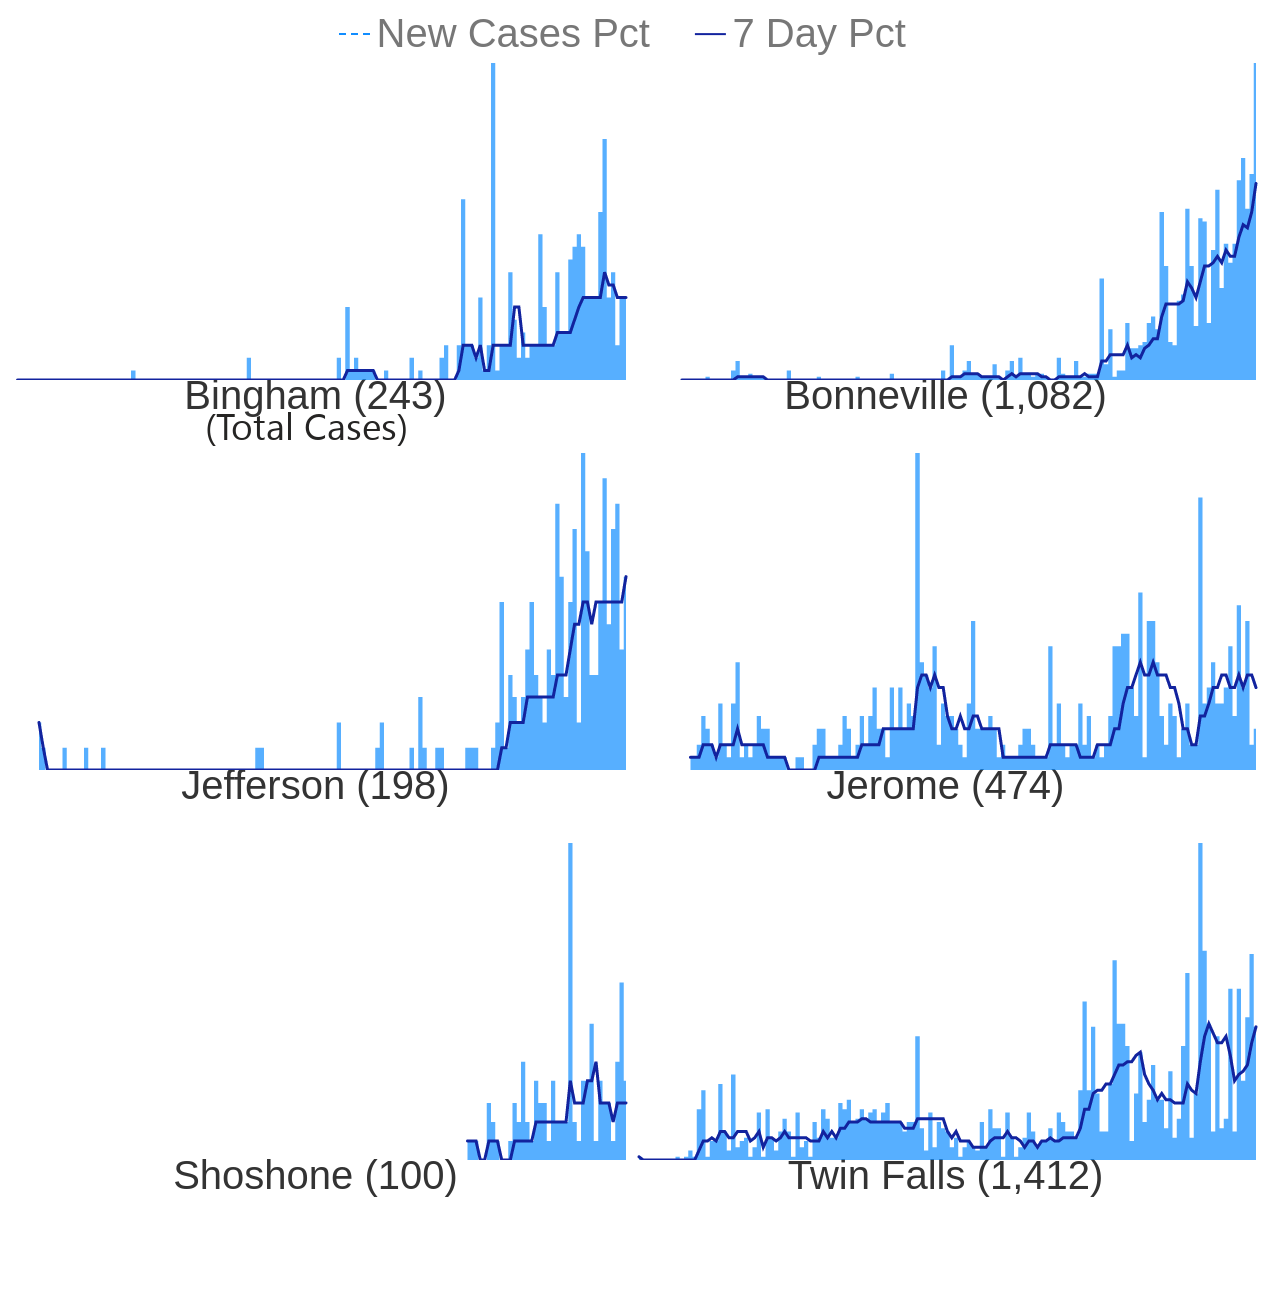 New Cases Pct 7 Day Pct
Bingham (243)
(Total Cases)
Bonneville (1,082)
Jefferson (198)
Jerome (474)
Shoshone (100)
Twin Falls (1,412)